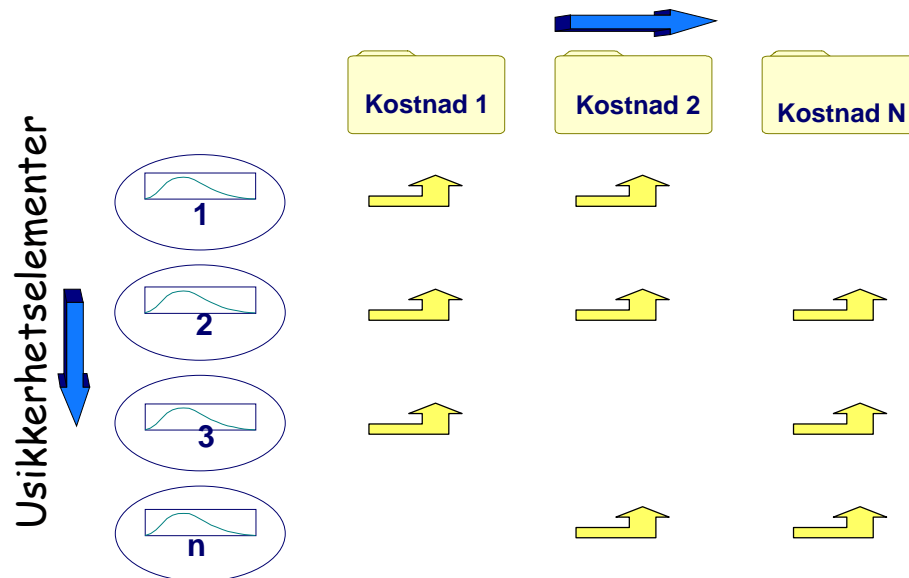 Kostnad 1
Kostnad 2
Kostnad N
Usikkerhetselementer
1
2
3
n